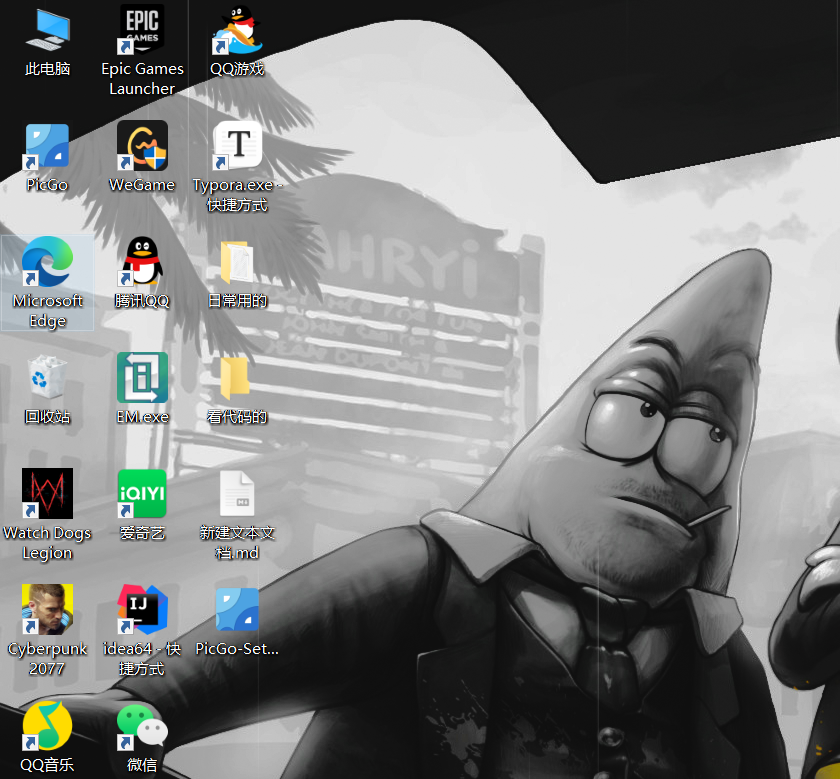 此电脑
EPIC
GAMES
Epic Games
Launcher
QQ游戏
PicGo
WeGame
T
Typora.exe -
快捷方式
AHRYi
Microsoft
Edge
腾讯QQ
日常用的
回收站
EM.exe
看代码的
Watch Dogs
Legion
iQIYI
爱奇艺
新建文本文
档.md
Cyberpunk
2077
IJ
idea64 - 快
捷方式
PicGo-Set...
QQ音乐
微信